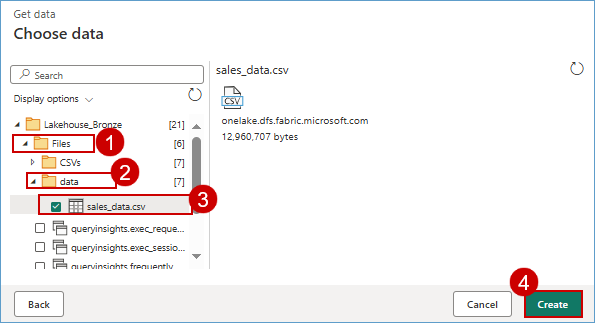 Get data
Choose data
Search
Display options
Lakehouse_Bronze [21]
Files [6]
1
CSVs [7]
data [7]
2
sales_data.csv
3
queryinsights.exec_reque...
queryinsights.exec_sessio...
queryinsights.frequently
sales_data.csv
CSV
onelake.dfs.fabric.microsoft.com
12,960,707 bytes
4
Back
Cancel
Create